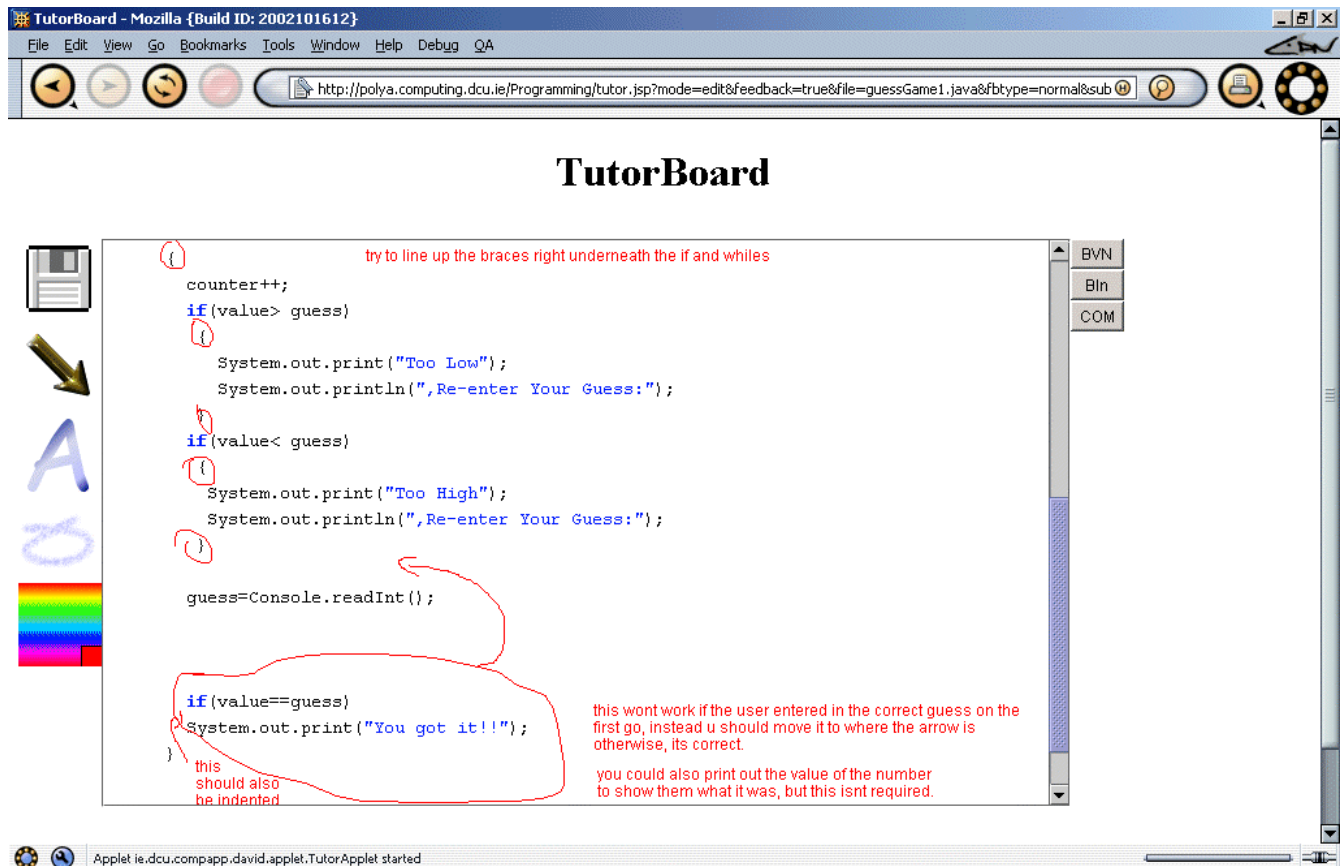 TutorBoard - Mozilla {Build ID: 2002101612}
File Edit View Go Bookmarks Tools Window Help Debug QA
http://polya.computing.dcu.ie/Programming/tutor.jsp?mode=edit&feedback=true&file=guessGame1.java&fbtype=normal&sub
TutorBoard
{ try to line up the braces right underneath the if and whiles
BVN
counter++;
BIn
if(value> guess)
COM
{
System.out.print("Too Low");
System.out.println(",Re-enter Your Guess:");
}
if(value< guess)
{
System.out.print("Too High");
System.out.println(",Re-enter Your Guess:");
}
guess=Console.readInt();
if(value==guess)
System.out.print("You got it!!");
}
this wont work if the user entered in the correct guess on the
first go, instead u should move it to where the arrow is
otherwise, its correct.
you could also print out the value of the number
to show them what it was, but this isnt required.
this
should also
be indented
Applet ie.dcu.compapp.david.applet.TutorApplet started